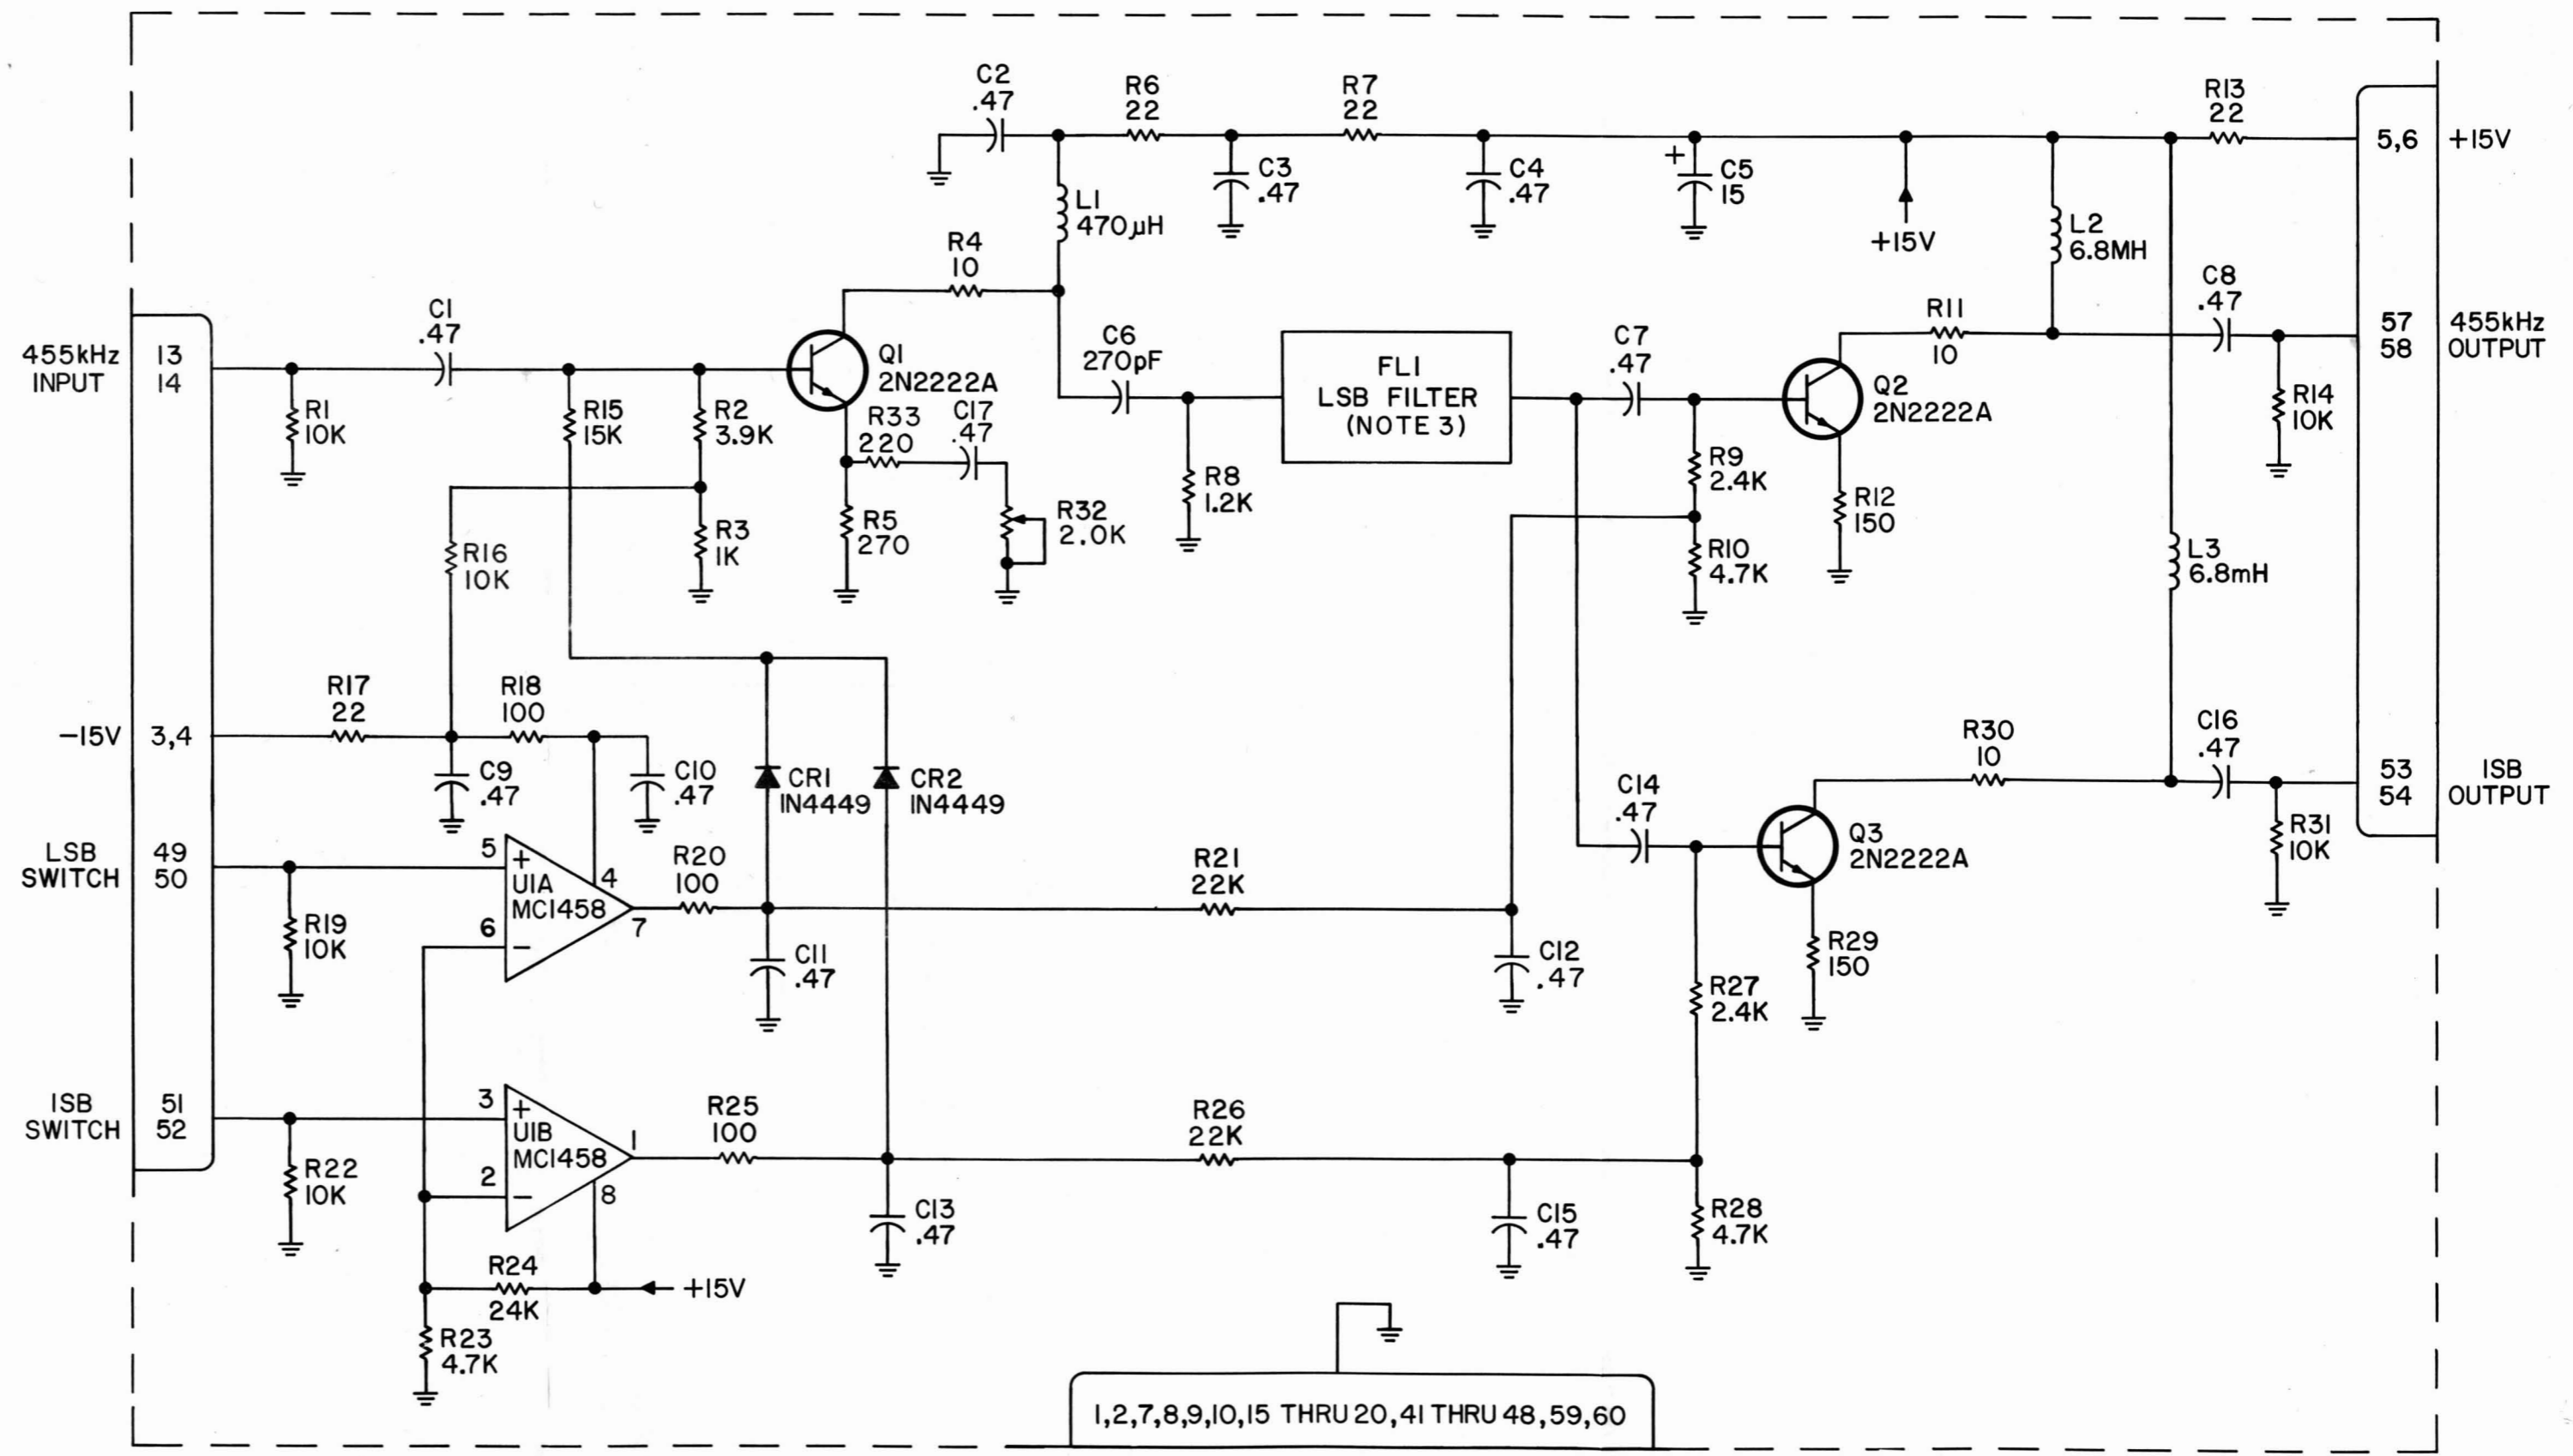 C2
.47
R6
22
R7
22
R13
22
C3
.47
C4
.47
+
C5
15
+15V
5,6
+15V
L1
470µH
L2
6.8MH
R4
10
C1
.47
455kHz
INPUT
13
14
R1
10K
R15
15K
R2
3.9K
Q1
2N2222A
R33
220
C17
.47
C6
270pF
FL1
LSB FILTER
(NOTE 3)
C7
.47
R11
10
C8
.47
57
58
455kHz
OUTPUT
Q2
2N2222A
R14
10K
R3
1K
R5
270
R32
2.0K
R8
1.2K
R9
2.4K
R12
150
R10
4.7K
R16
10K
L3
6.8mH
R17
22
R18
100
-15V
3,4
C9
.47
C10
.47
CR1
1N4449
CR2
1N4449
R30
10
C16
.47
53
54
ISB
OUTPUT
C14
.47
Q3
2N2222A
R31
10K
LSB
SWITCH
49
50
5
+
U1A
MC1458
4
6
-
7
R20
100
R21
22K
R19
10K
C11
.47
C12
.47
R29
150
R27
2.4K
ISB
SWITCH
51
52
3
+
U1B
MC1458
1
2
-
8
R25
100
R26
22K
R22
10K
C13
.47
C15
.47
R28
4.7K
R24
24K
+15V
R23
4.7K
1,2,7,8,9,10,15 THRU 20,41 THRU 48,59,60